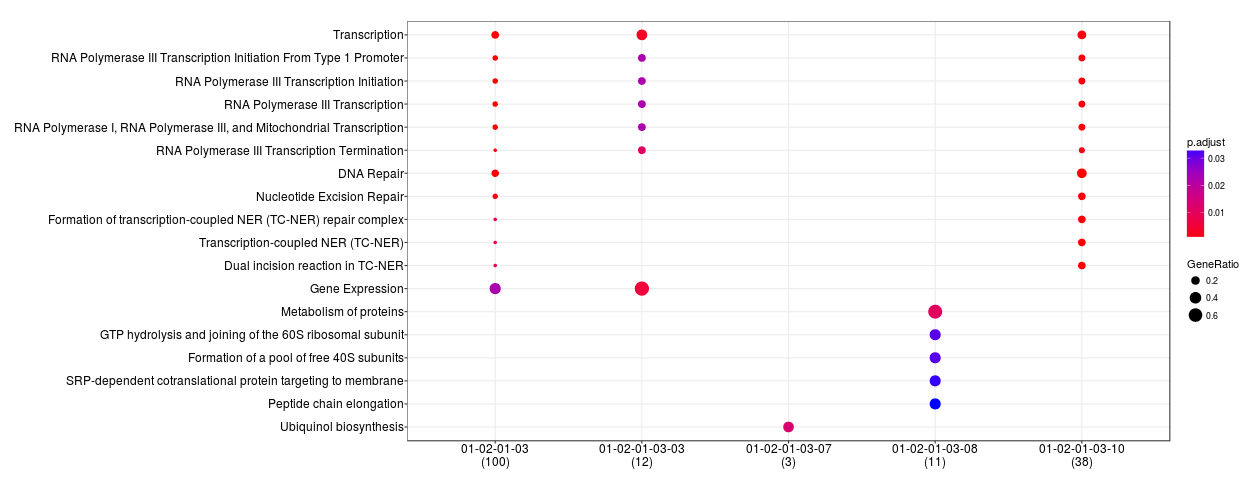 Transcription
RNA Polymerase III Transcription Initiation From Type 1 Promoter
RNA Polymerase III Transcription Initiation
RNA Polymerase III Transcription
RNA Polymerase I, RNA Polymerase III, and Mitochondrial Transcription
RNA Polymerase III Transcription Termination
DNA Repair
Nucleotide Excision Repair
Formation of transcription-coupled NER (TC-NER) repair complex
Transcription-coupled NER (TC-NER)
Dual incision reaction in TC-NER
Gene Expression
Metabolism of proteins
GTP hydrolysis and joining of the 60S ribosomal subunit
Formation of a pool of free 40S subunits
SRP-dependent cotranslational protein targeting to membrane
Peptide chain elongation
Ubiquinol biosynthesis
01-02-01-03 01-02-01-03-03 01-02-01-03-07 01-02-01-03-08 01-02-01-03-10
(100) (12) (3) (11) (38)
p.adjust
0.03
0.02
0.01
GeneRatio
0.2
0.4
0.6